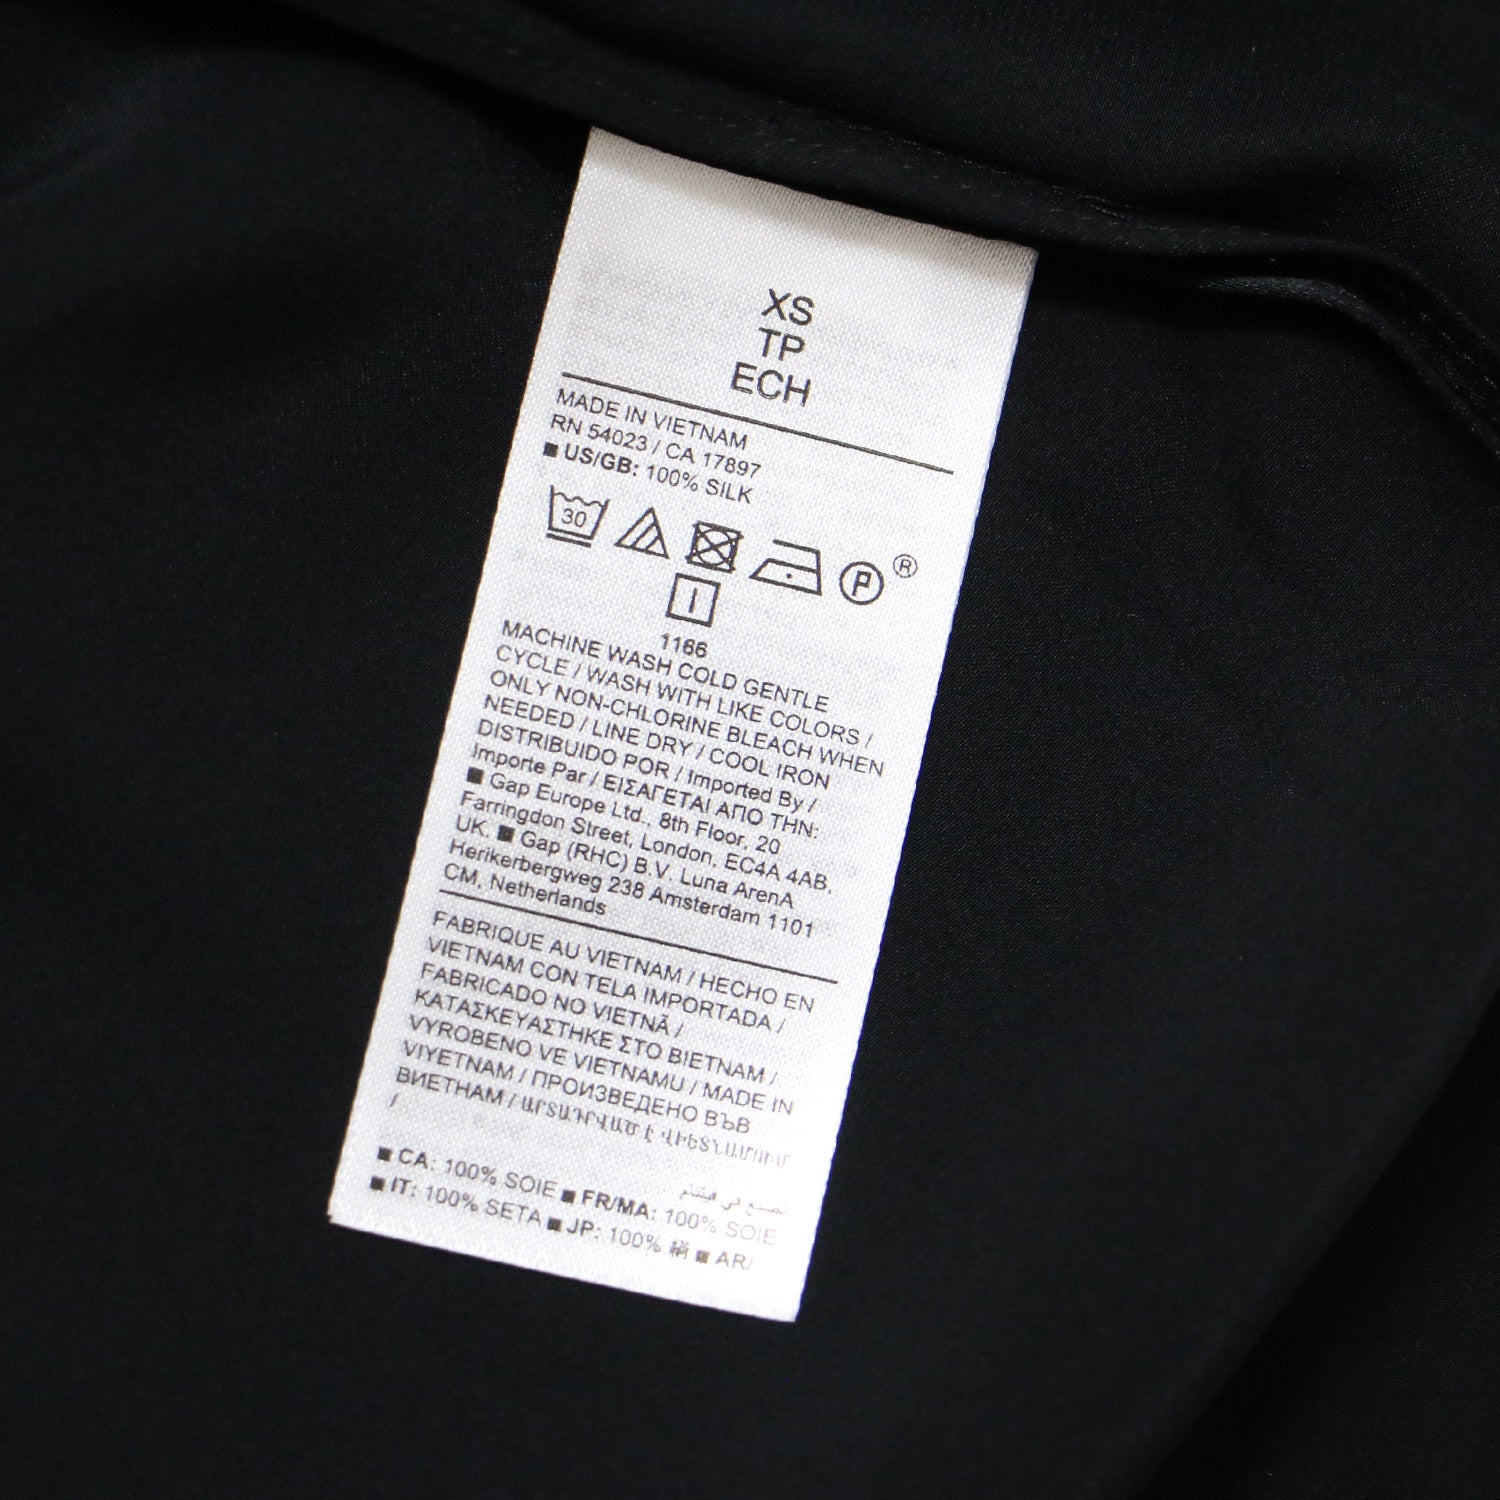 XS
TP
ECH
MADE IN VIETNAM
RN 54023 / CA 17897
■ US/GB: 100% SILK
30
P ®
1166
MACHINE WASH COLD GENTLE
CYCLE / WASH WITH LIKE COLORS /
ONLY NON-CHLORINE BLEACH WHEN
NEEDED / LINE DRY / COOL IRON
DISTRIBUIDO POR / Imported By /
Importe Par / ΕΙΣΑΓΕΤΑΙ ΑΠΟ ΤΗΝ:
■ Gap Europe Ltd., 8th Floor, 20
Farringdon Street, London, EC4A 4AB,
UK. ■ Gap (RHC) B.V. Luna ArenA
Herikerbergweg 238 Amsterdam 1101
CM, Netherlands
FABRIQUE AU VIETNAM / HECHO EN
VIETNAM CON TELA IMPORTADA /
FABRICADO NO VIETNÃ /
ΚΑΤΑΣΚΕΥΑΣΤΗΚΕ ΣΤΟ ΒΙΕΤΝΑΜ /
VYROBENO VE VIETNAMU / MADE IN
VIYETNAM / ПРОИЗВЕДЕНО ВЪВ
ВИЕТНАМ / ԱՐՏԱԴՐՎԱԾ Է ՎԻԵՏՆԱՄՈՒՄ
/
■ CA: 100% SOIE ■ FR/MA: 100% SOIE
■ IT: 100% SETA ■ JP: 100% 絹 ■ AR/